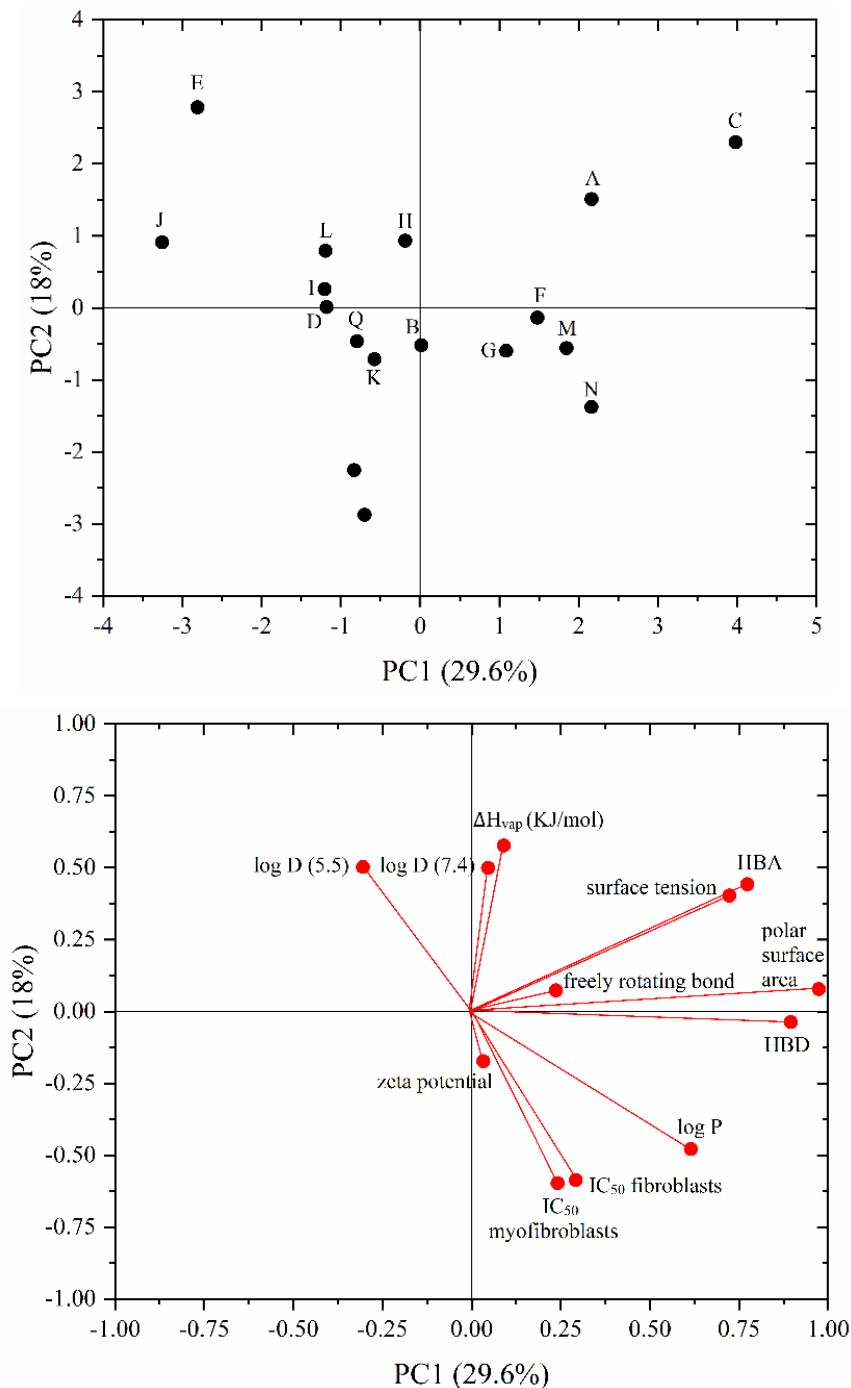 4
3
2
1
0
-1
-2
-3
-4
E
C
A
J
L
H
I
D
Q
B
F
K
G
M
N
PC2 (18%)
-4
-3
-2
-1
0
1
2
3
4
5
PC1 (29.6%)
1.00
0.75
0.50
0.25
0.00
-0.25
-0.50
-0.75
-1.00
ΔHvap (KJ/mol)
log D (5.5)
log D (7.4)
HBA
surface tension
polar
surface
area
freely rotating bond
HBD
zeta potential
log P
IC50 fibroblasts
IC50
myofibroblasts
PC2 (18%)
-1.00
-0.75
-0.50
-0.25
0.00
0.25
0.50
0.75
1.00
PC1 (29.6%)